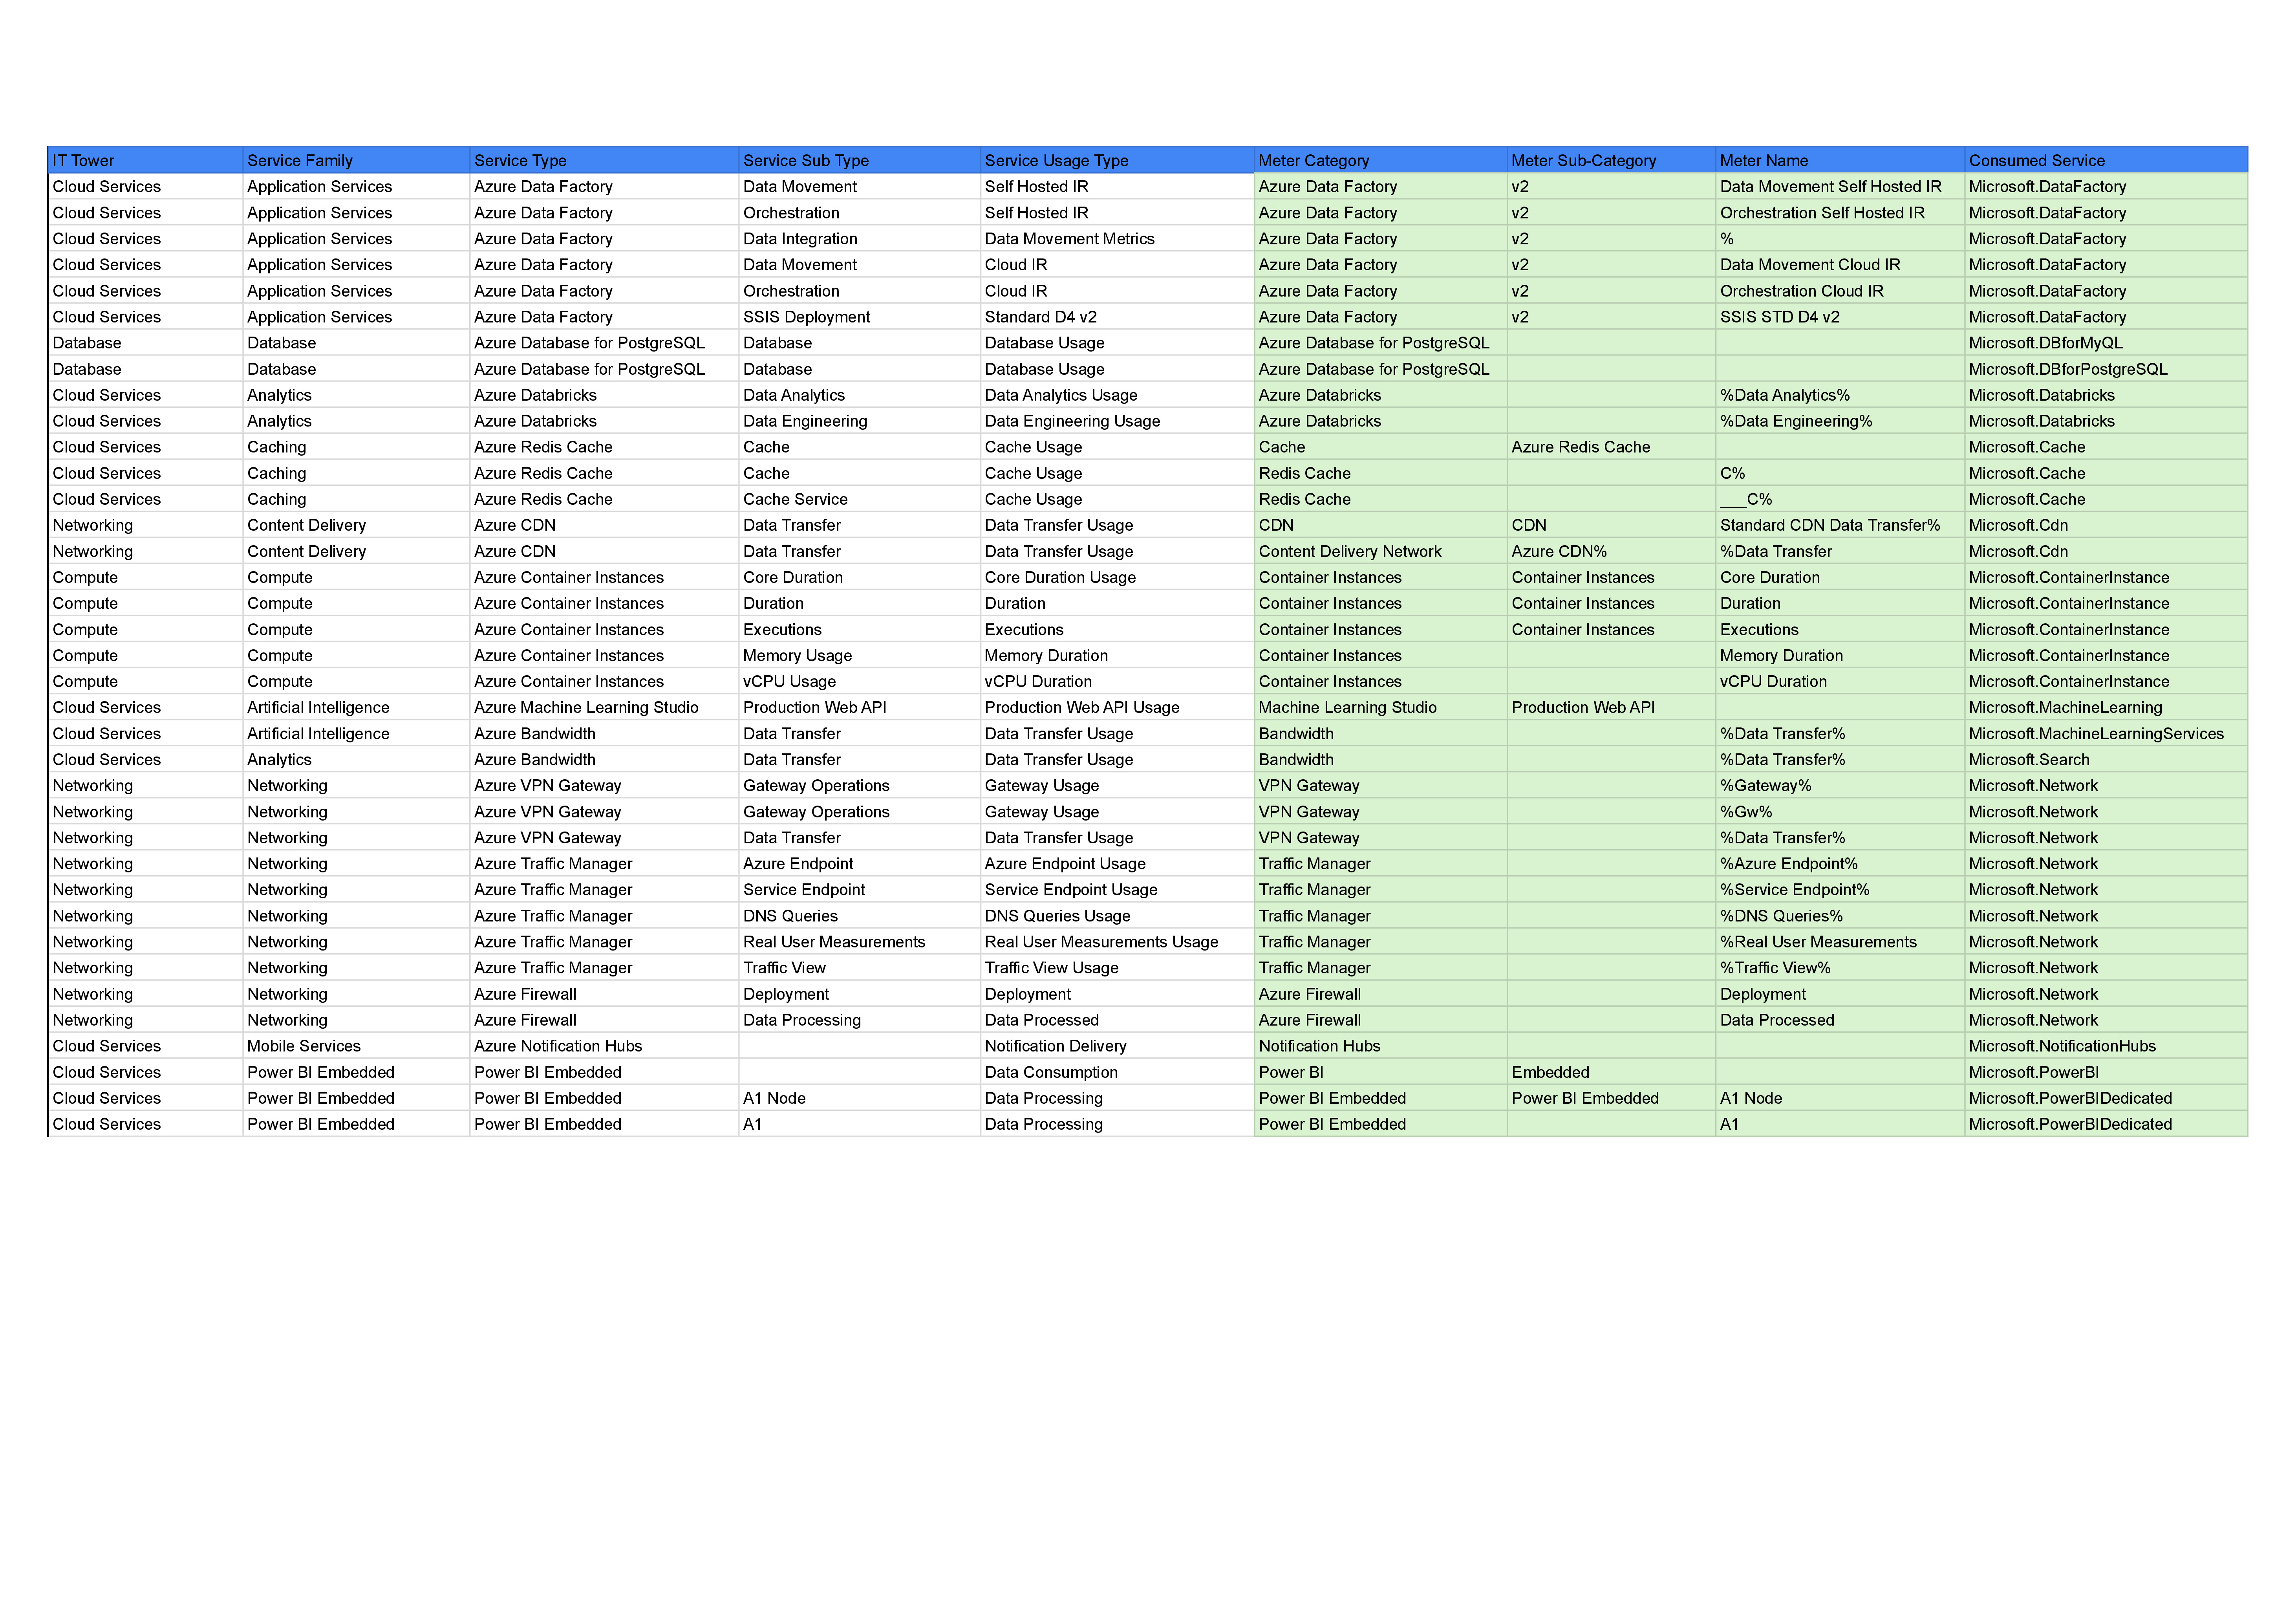 IT Tower Service Family Service Type Service Sub Type Service Usage Type Meter Category Meter Sub-Category Meter Name Consumed Service
Cloud Services Application Services Azure Data Factory Data Movement Self Hosted IR Azure Data Factory v2 Data Movement Self Hosted IR Microsoft.DataFactory
Cloud Services Application Services Azure Data Factory Orchestration Self Hosted IR Azure Data Factory v2 Orchestration Self Hosted IR Microsoft.DataFactory
Cloud Services Application Services Azure Data Factory Data Integration Data Movement Metrics Azure Data Factory v2 % Microsoft.DataFactory
Cloud Services Application Services Azure Data Factory Data Movement Cloud IR Azure Data Factory v2 Data Movement Cloud IR Microsoft.DataFactory
Cloud Services Application Services Azure Data Factory Orchestration Cloud IR Azure Data Factory v2 Orchestration Cloud IR Microsoft.DataFactory
Cloud Services Application Services Azure Data Factory SSIS Deployment Standard D4 v2 Azure Data Factory v2 SSIS STD D4 v2 Microsoft.DataFactory
Database Database Azure Database for PostgreSQL Database Database Usage Azure Database for PostgreSQL Microsoft.DBforMyQL
Database Database Azure Database for PostgreSQL Database Database Usage Azure Database for PostgreSQL Microsoft.DBforPostgreSQL
Cloud Services Analytics Azure Databricks Data Analytics Data Analytics Usage Azure Databricks %Data Analytics% Microsoft.Databricks
Cloud Services Analytics Azure Databricks Data Engineering Data Engineering Usage Azure Databricks %Data Engineering% Microsoft.Databricks
Cloud Services Caching Azure Redis Cache Cache Cache Usage Cache Azure Redis Cache Microsoft.Cache
Cloud Services Caching Azure Redis Cache Cache Cache Usage Redis Cache C% Microsoft.Cache
Cloud Services Caching Azure Redis Cache Cache Service Cache Usage Redis Cache ___C% Microsoft.Cache
Networking Content Delivery Azure CDN Data Transfer Data Transfer Usage CDN CDN Standard CDN Data Transfer% Microsoft.Cdn
Networking Content Delivery Azure CDN Data Transfer Data Transfer Usage Content Delivery Network Azure CDN% %Data Transfer Microsoft.Cdn
Compute Compute Azure Container Instances Core Duration Core Duration Usage Container Instances Container Instances Core Duration Microsoft.ContainerInstance
Compute Compute Azure Container Instances Duration Duration Container Instances Container Instances Duration Microsoft.ContainerInstance
Compute Compute Azure Container Instances Executions Executions Container Instances Container Instances Executions Microsoft.ContainerInstance
Compute Compute Azure Container Instances Memory Usage Memory Duration Container Instances Memory Duration Microsoft.ContainerInstance
Compute Compute Azure Container Instances vCPU Usage vCPU Duration Container Instances vCPU Duration Microsoft.ContainerInstance
Cloud Services Artificial Intelligence Azure Machine Learning Studio Production Web API Production Web API Usage Machine Learning Studio Production Web API Microsoft.MachineLearning
Cloud Services Artificial Intelligence Azure Bandwidth Data Transfer Data Transfer Usage Bandwidth %Data Transfer% Microsoft.MachineLearningServices
Cloud Services Analytics Azure Bandwidth Data Transfer Data Transfer Usage Bandwidth %Data Transfer% Microsoft.Search
Networking Networking Azure VPN Gateway Gateway Operations Gateway Usage VPN Gateway %Gateway% Microsoft.Network
Networking Networking Azure VPN Gateway Gateway Operations Gateway Usage VPN Gateway %Gw% Microsoft.Network
Networking Networking Azure VPN Gateway Data Transfer Data Transfer Usage VPN Gateway %Data Transfer% Microsoft.Network
Networking Networking Azure Traffic Manager Azure Endpoint Azure Endpoint Usage Traffic Manager %Azure Endpoint% Microsoft.Network
Networking Networking Azure Traffic Manager Service Endpoint Service Endpoint Usage Traffic Manager %Service Endpoint% Microsoft.Network
Networking Networking Azure Traffic Manager DNS Queries DNS Queries Usage Traffic Manager %DNS Queries% Microsoft.Network
Networking Networking Azure Traffic Manager Real User Measurements Real User Measurements Usage Traffic Manager %Real User Measurements Microsoft.Network
Networking Networking Azure Traffic Manager Traffic View Traffic View Usage Traffic Manager %Traffic View% Microsoft.Network
Networking Networking Azure Firewall Deployment Deployment Azure Firewall Deployment Microsoft.Network
Networking Networking Azure Firewall Data Processing Data Processed Azure Firewall Data Processed Microsoft.Network
Cloud Services Mobile Services Azure Notification Hubs Notification Delivery Notification Hubs Microsoft.NotificationHubs
Cloud Services Power BI Embedded Power BI Embedded Data Consumption Power BI Embedded Microsoft.PowerBI
Cloud Services Power BI Embedded Power BI Embedded A1 Node Data Processing Power BI Embedded Power BI Embedded A1 Node Microsoft.PowerBIDedicated
Cloud Services Power BI Embedded Power BI Embedded A1 Data Processing Power BI Embedded A1 Microsoft.PowerBIDedicated